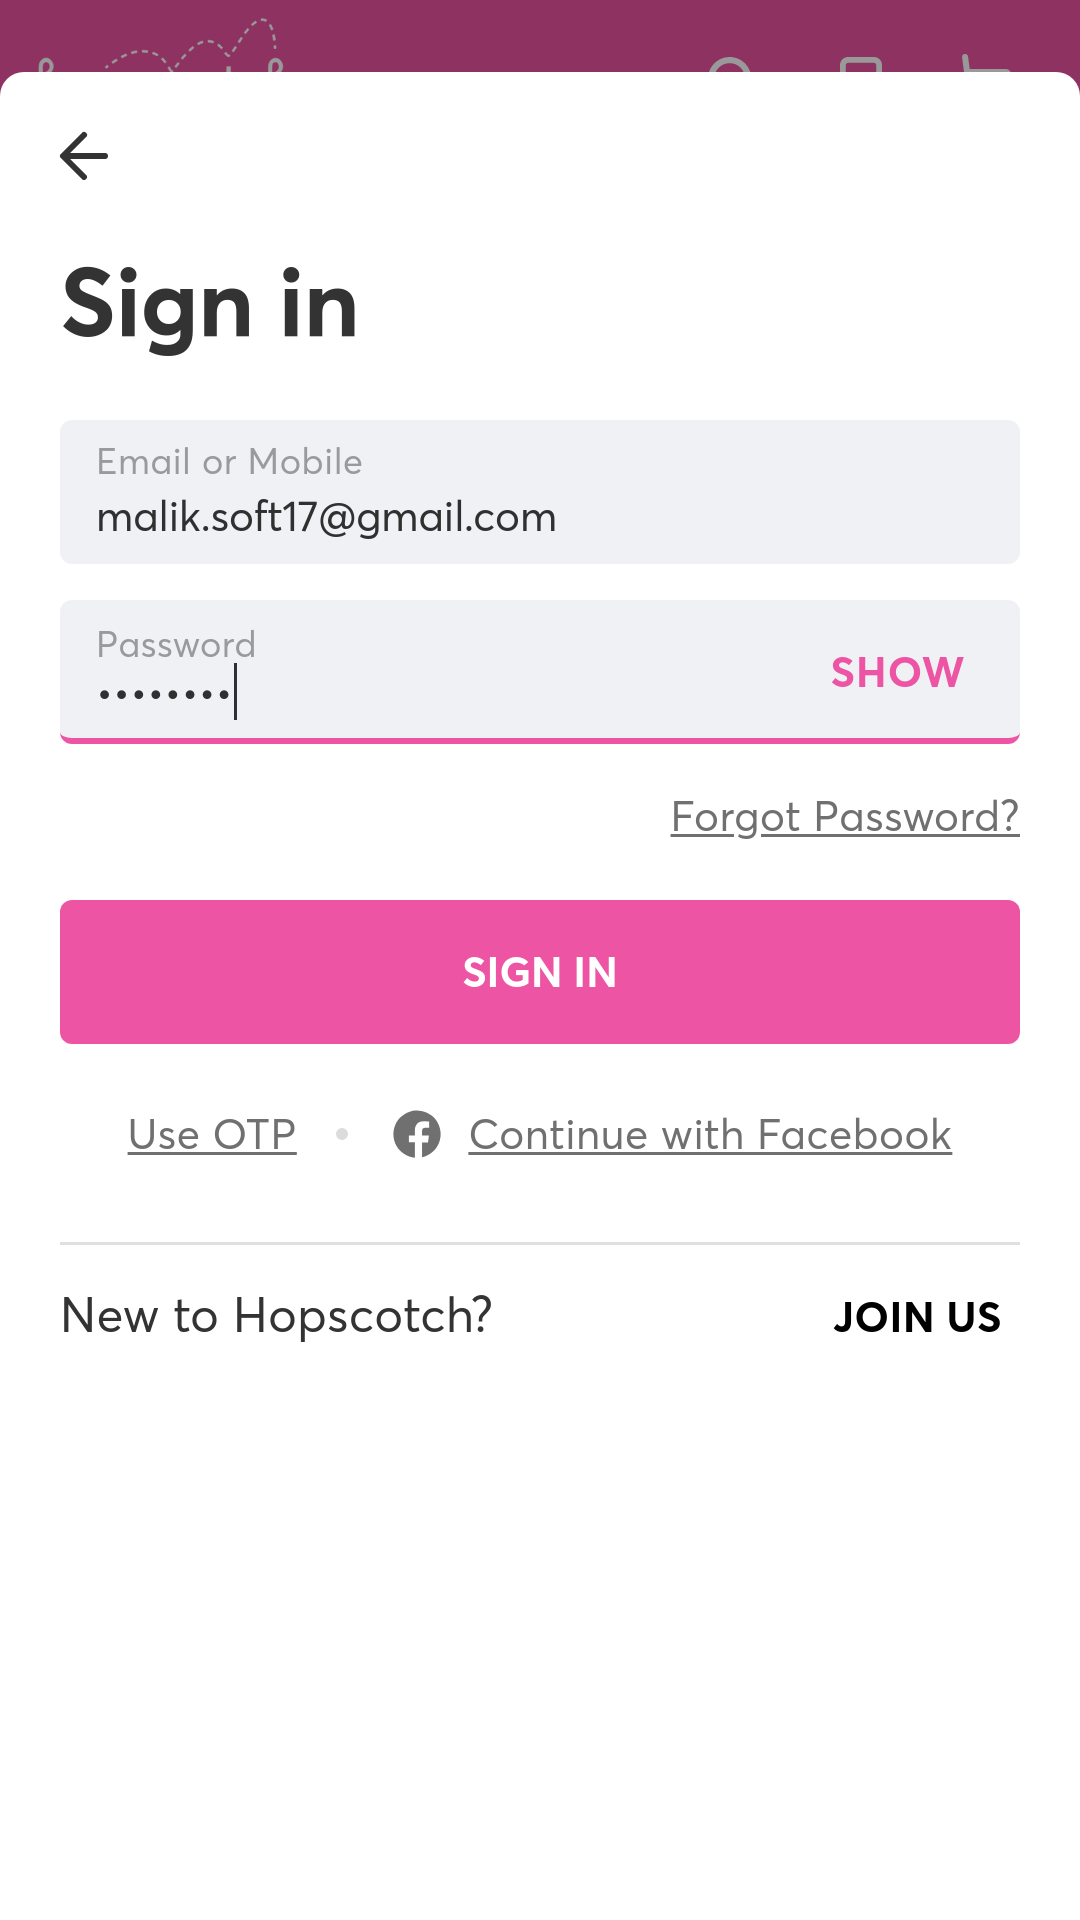 Sign in
Email or Mobile
malik.soft17@gmail.com
Password
••••••••
SHOW
Forgot Password?
SIGN IN
Use OTP • Continue with Facebook
New to Hopscotch? JOIN US